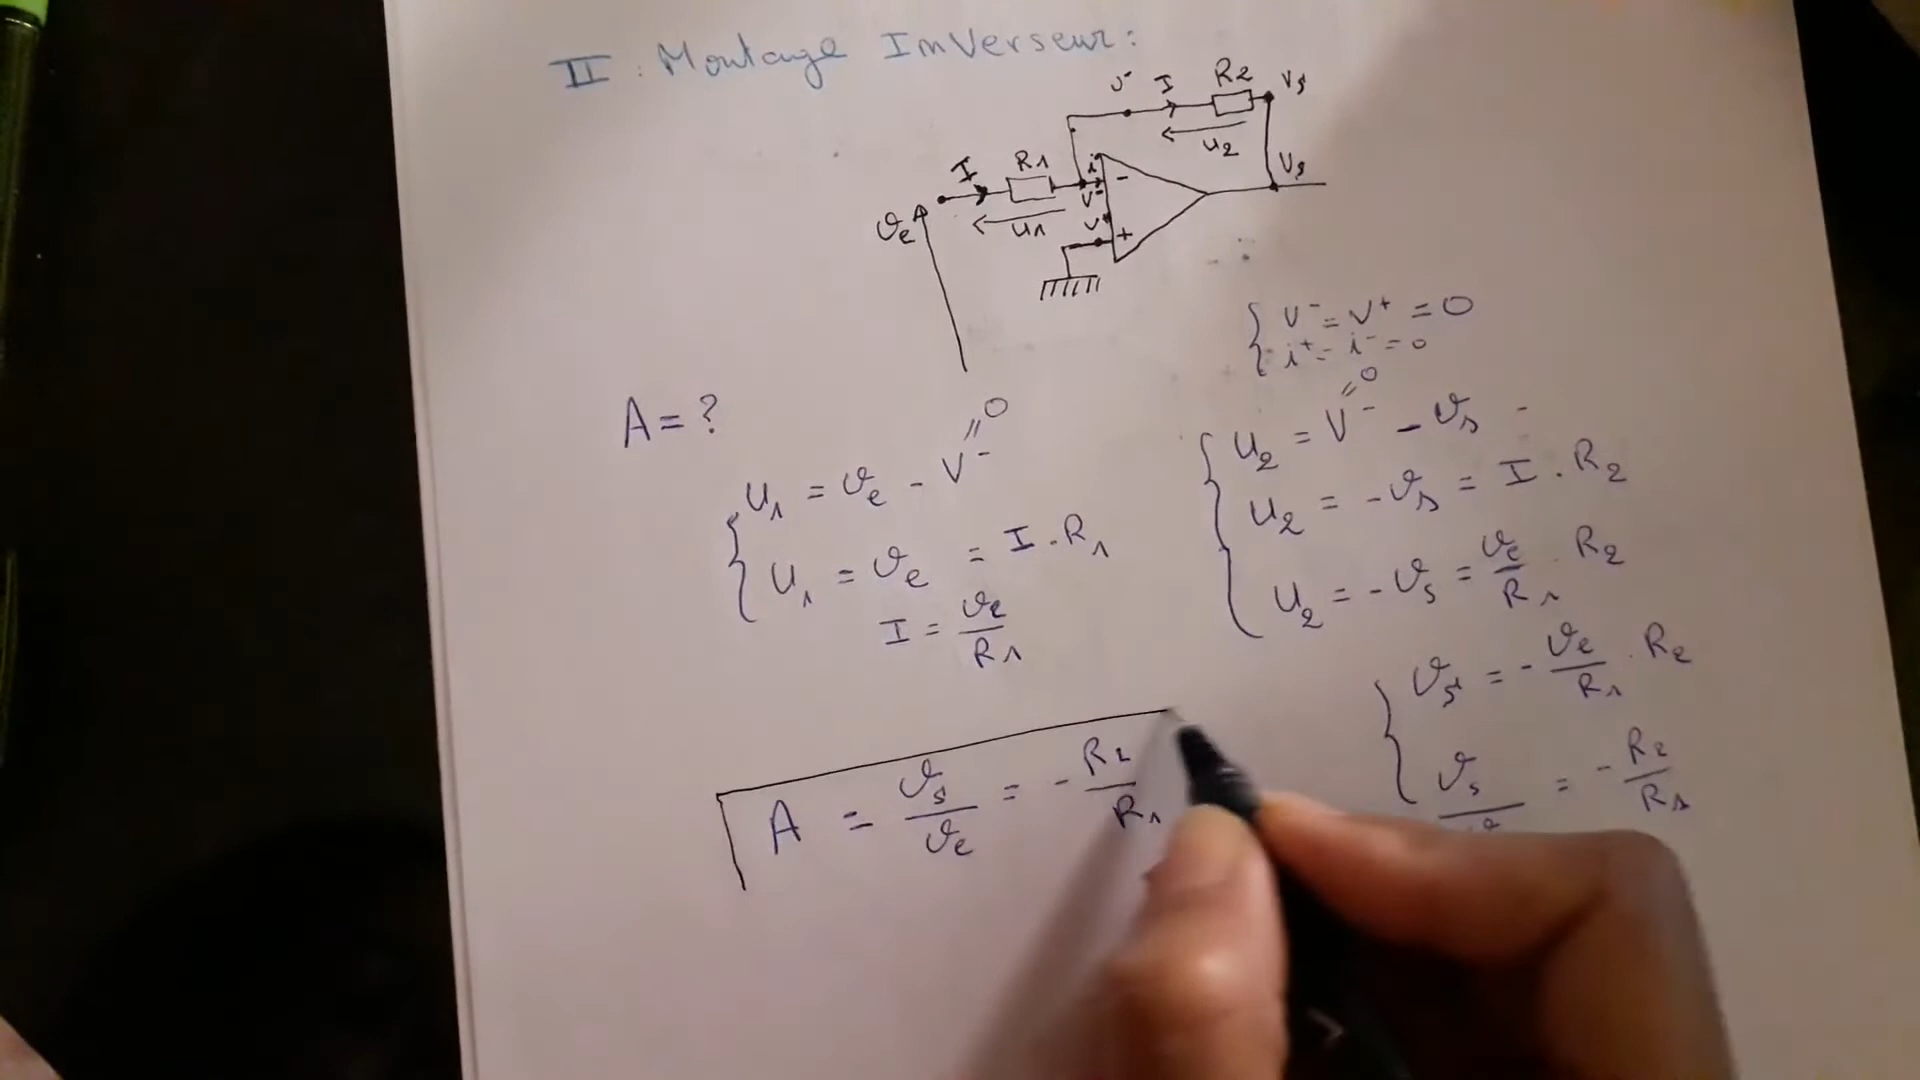 II : Montage Inverseur :
V⁻ I R2 Vs
U2
I R1 i⁻ - Vs
V⁻
ve U1 V⁺ +
{ V⁻ = V⁺ = 0
i⁺ = i⁻ = 0
A = ?
{ U1 = ve - V⁻ = 0
U1 = ve = I . R1
I = ve / R1
{ U2 = V⁻ - vs
= 0
U2 = -vs = I . R2
U2 = -vs = ve / R1 . R2
{ vs = - ve / R1 . R2
vs / = - R2 / R1
A = vs / ve = - R2 / R1